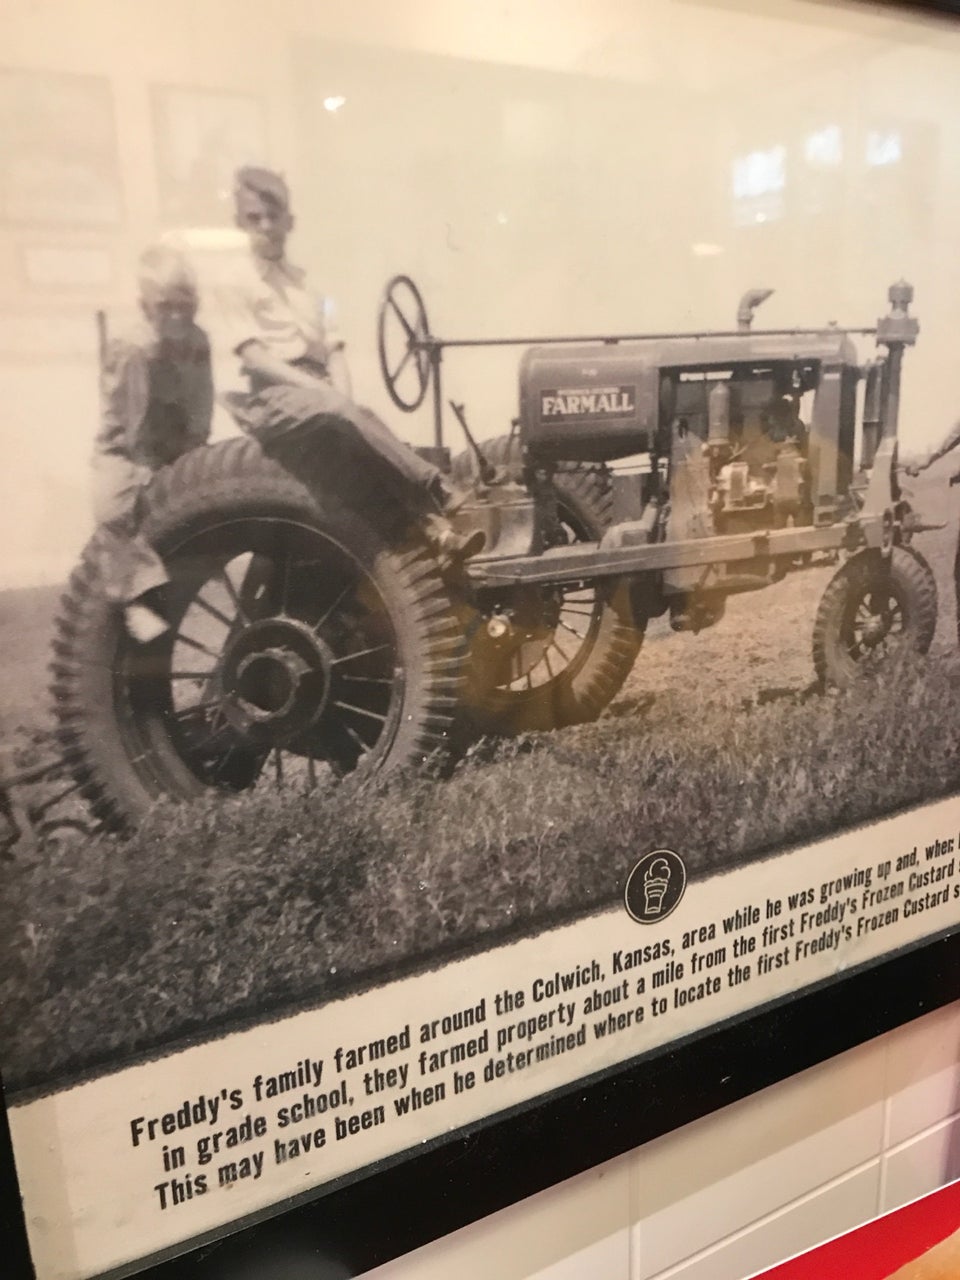 FARMALL
Freddy's family farmed around the Colwich, Kansas, area while he was growing up and, when
in grade school, they farmed property about a mile from the first Freddy's Frozen Custard
This may have been when he determined where to locate the first Freddy's Frozen Custard s